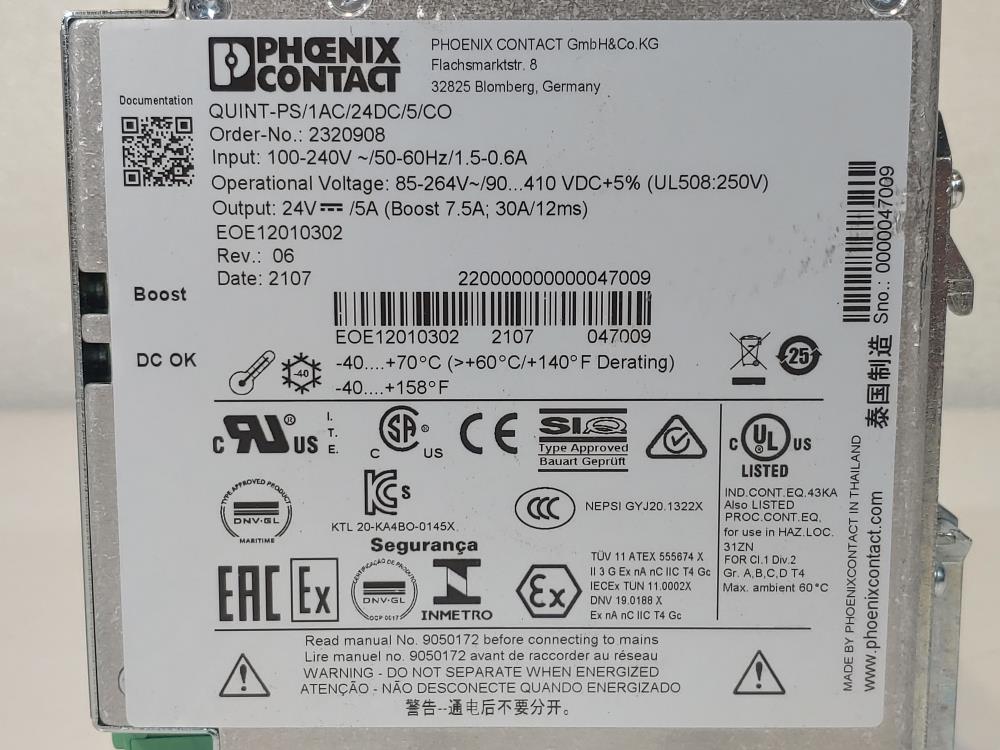 PHOENIX CONTACT
PHOENIX CONTACT GmbH&Co.KG
Flachsmarktstr. 8
32825 Blomberg, Germany
Documentation
QUINT-PS/1AC/24DC/5/CO
Order-No.: 2320908
Input: 100-240V ~/50-60Hz/1.5-0.6A
Operational Voltage: 85-264V~/90...410 VDC+5% (UL508:250V)
Output: 24V⎓ /5A (Boost 7.5A; 30A/12ms)
EOE12010302
Rev.: 06
Date: 2107
220000000000047009
Boost
EOE12010302 2107 047009
DC OK
-40
-40....+70°C (>+60°C/+140°F Derating)
-40....+158°F
25
c RU ® US
I.
T.
E.
C SA ® US
CE
SIQ
Type Approved
Bauart Geprüft
C UL US
LISTED
TYPE APPROVED PRODUCT
DNV·GL
MARITIME
KC s
KTL 20-KA4BO-0145X
CCC
NEPSI GYJ20.1322X
IND.CONT.EQ.43KA
Also LISTED
PROC.CONT.EQ.
for use in HAZ.LOC.
31ZN
FOR Cl.1 Div.2
Gr. A,B,C,D T4
Max. ambient 60°C
Segurança
EAC
Ex
CERTIFICAÇÃO DE PRODUTO
DNV·GL
OCP 0017
INMETRO
Ex
TÜV 11 ATEX 555674 X
II 3 G Ex nA nC IIC T4 Gc
IECEx TUN 11.0002X
DNV 19.0188 X
Ex nA nC IIC T4 Gc
Read manual No. 9050172 before connecting to mains
Lire manuel no. 9050172 avant de raccorder au réseau
WARNING - DO NOT SEPARATE WHEN ENERGIZED
ATENÇÃO - NÃO DESCONECTE QUANDO ENERGIZADO
警告--通电后不要分开。
Sno.: 0000047009
泰国制造
MADE BY PHOENIXCONTACT IN THAILAND
www.phoenixcontact.com